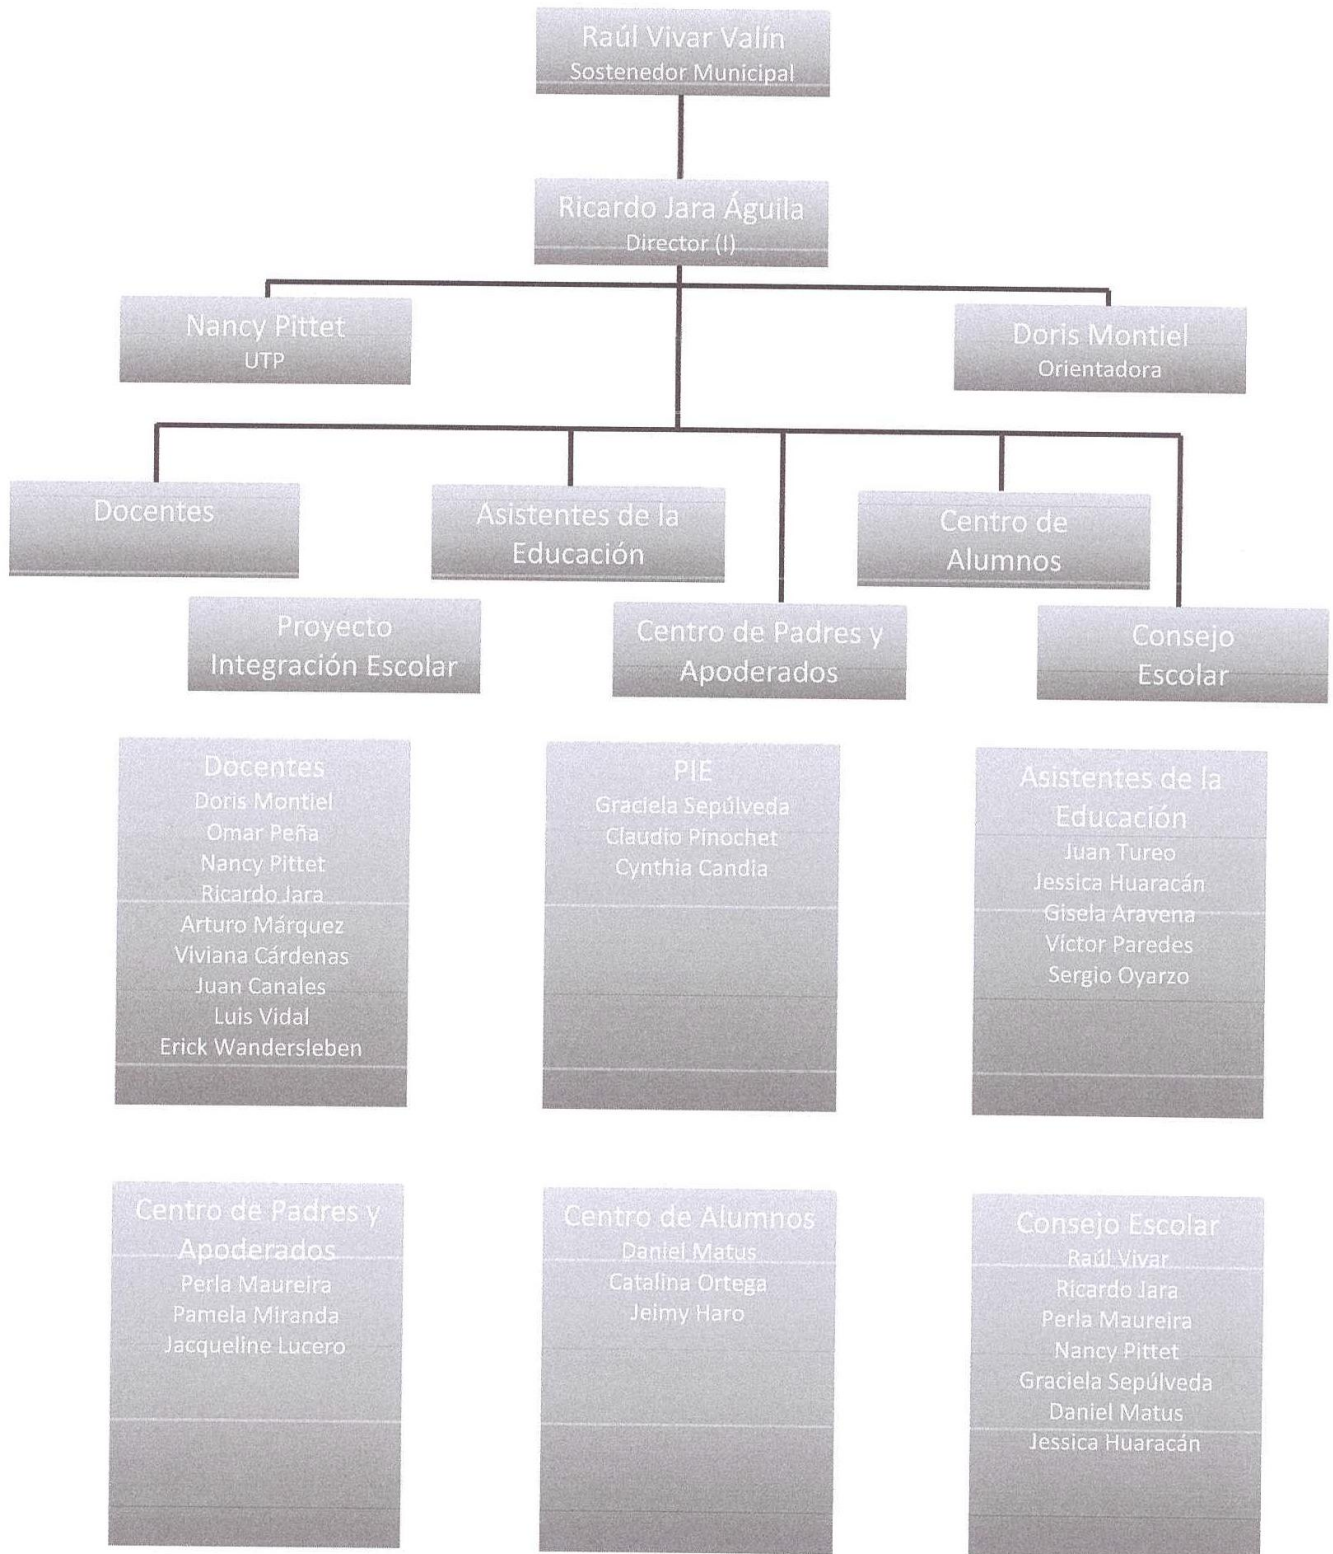 Raúl Vivar Valín
Sostenedor Municipal
Ricardo Jara Águila
Director (I)
Nancy Pittet
UTP
Doris Montiel
Orientadora
Docentes
Asistentes de la
Educación
Centro de
Alumnos
Proyecto
Integración Escolar
Centro de Padres y
Apoderados
Consejo
Escolar
Docentes
Doris Montiel
Omar Peña
Nancy Pittet
Ricardo Jara
Arturo Márquez
Viviana Cárdenas
Juan Canales
Luis Vidal
Erick Wandersleben
PIE
Graciela Sepúlveda
Claudio Pinochet
Cynthia Candia
Asistentes de la
Educación
Juan Tureo
Jessica Huaracán
Gisela Aravena
Víctor Paredes
Sergio Oyarzo
Centro de Padres y
Apoderados
Perla Maureira
Pamela Miranda
Jacqueline Lucero
Centro de Alumnos
Daniel Matus
Catalina Ortega
Jeimy Haro
Consejo Escolar
Raúl Vivar
Ricardo Jara
Perla Maureira
Nancy Pittet
Graciela Sepúlveda
Daniel Matus
Jessica Huaracán